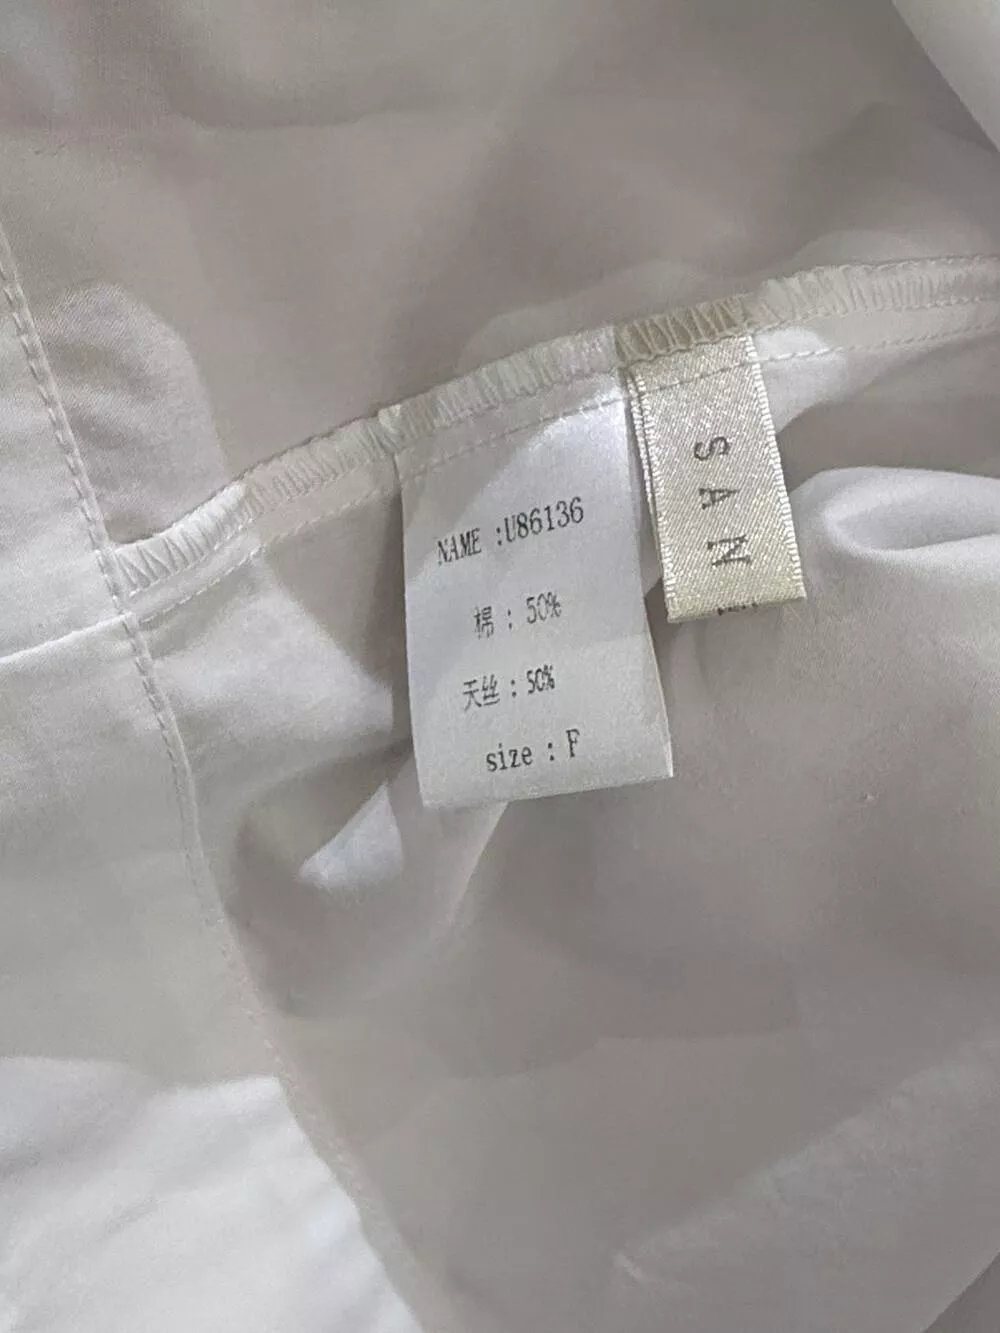 NAME :U86136
棉 : 50%
天丝 : 50%
size : F
SAN